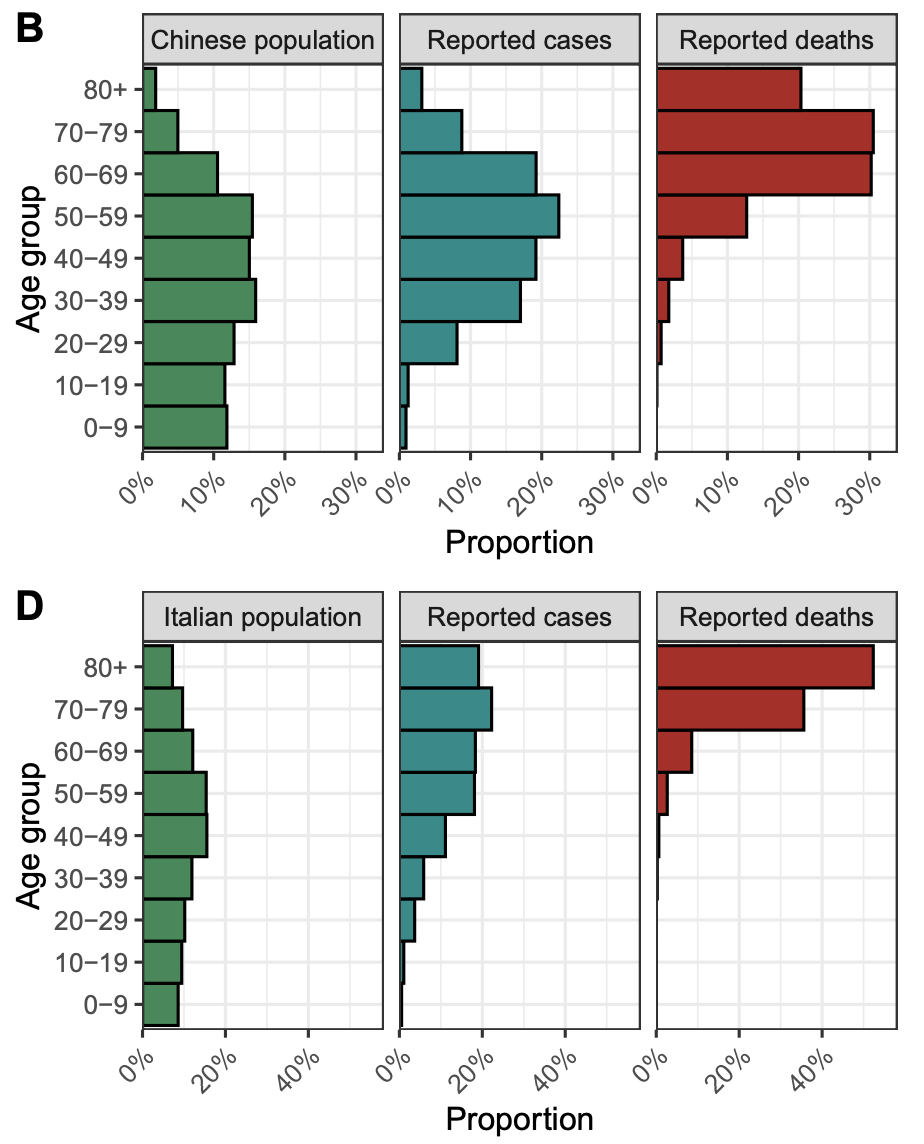 B
Chinese population Reported cases Reported deaths
80+
70−79
60−69
50−59
40−49
30−39
20−29
10−19
0−9
Age group
0% 10% 20% 30% 0% 10% 20% 30% 0% 10% 20% 30%
Proportion
D
Italian population Reported cases Reported deaths
80+
70−79
60−69
50−59
40−49
30−39
20−29
10−19
0−9
Age group
0% 20% 40% 0% 20% 40% 0% 20% 40%
Proportion